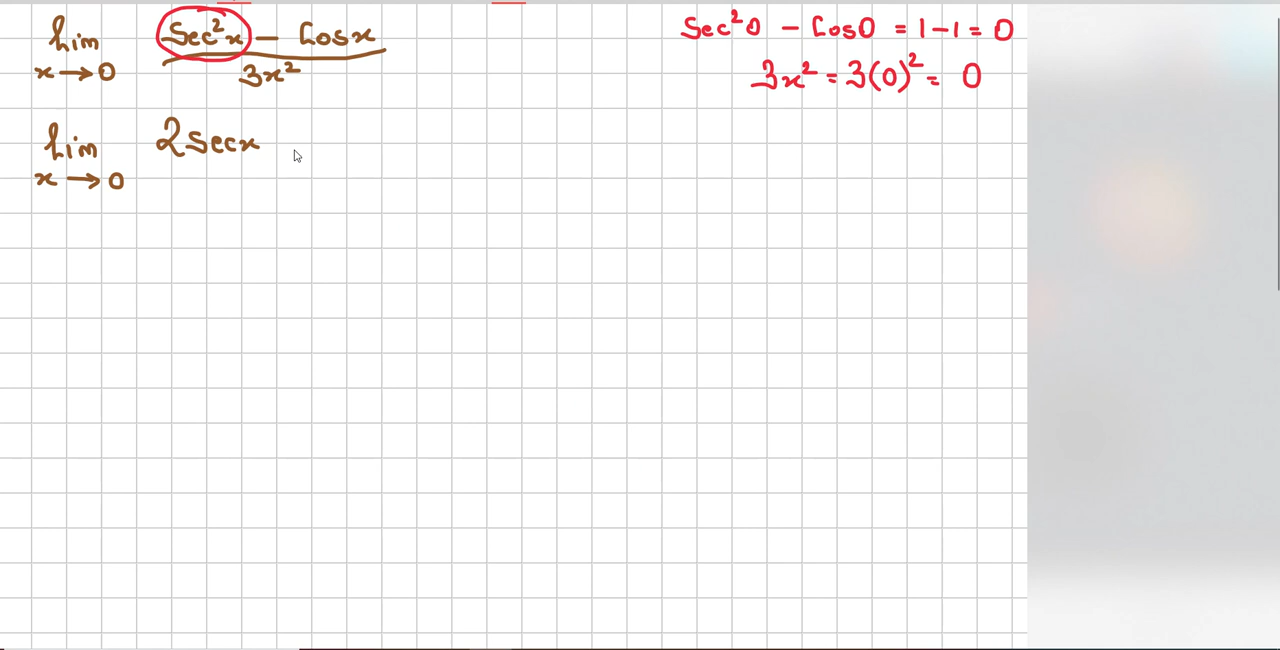 lim Sec²x - Cosx
x → 0 3x²
Sec²0 - Cos0 = 1 - 1 = 0
3x² = 3(0)² = 0
lim 2secx
x → 0